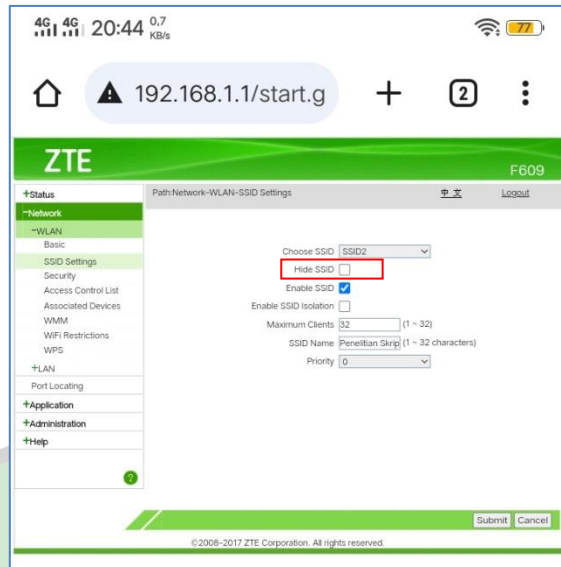 4G 4G 20:44 0,7 KB/s 77
192.168.1.1/start.g 2
ZTE
F609
+Status
Path:Network-WLAN-SSID Settings 中文 Logout
-Network
-WLAN
Basic
SSID Settings
Security
Access Control List
Associated Devices
WMM
WiFi Restrictions
WPS
+LAN
Port Locating
+Application
+Administration
+Help
?
Choose SSID SSID2
Hide SSID
Enable SSID
Enable SSID Isolation
Maximum Clients 32 (1 ~ 32)
SSID Name Penelitian Skrip (1 ~ 32 characters)
Priority 0
Submit Cancel
©2008-2017 ZTE Corporation. All rights reserved.